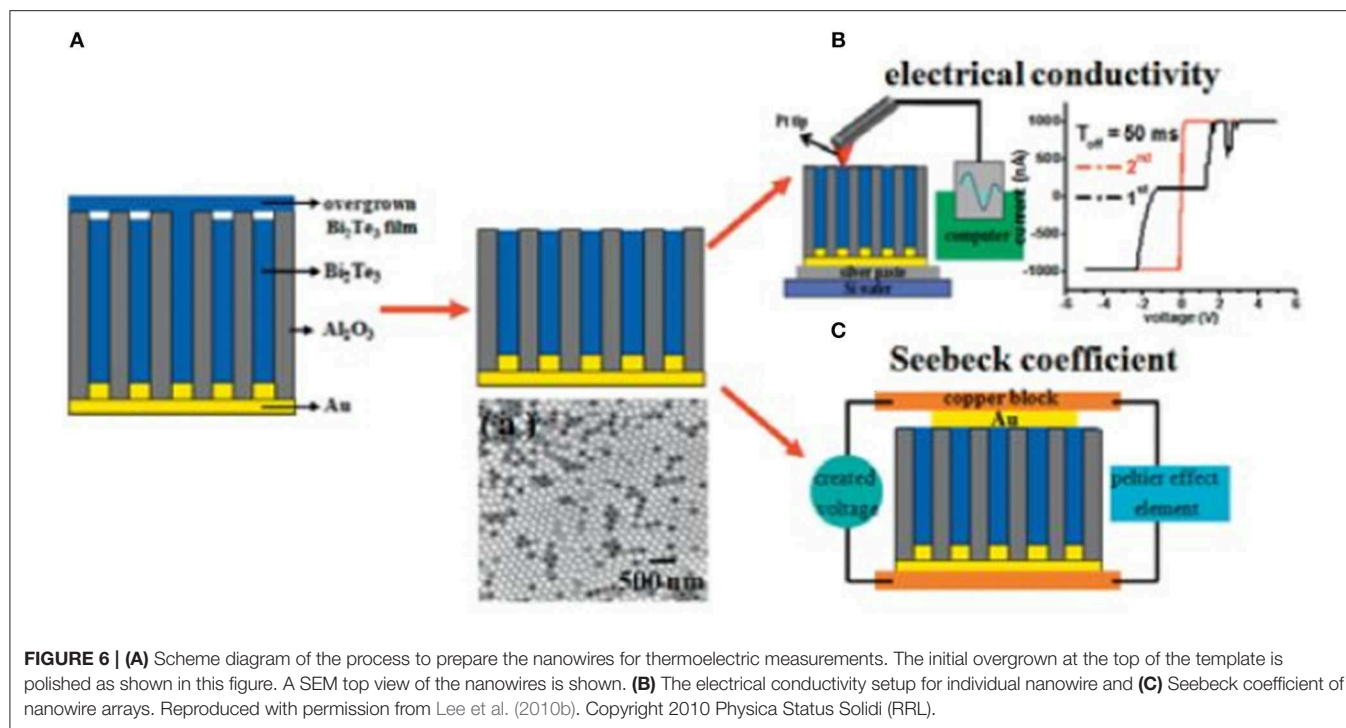 A
overgrown
Bi₂Te₃ film
Bi₂Te₃
Al₂O₃
Au
(a)
500 nm
B
electrical conductivity
Pt tip
computer
silver paste
Si wafer
T_off = 50 ms
2nd
1st
current (nA)
1000
500
0
-500
-1000
-6 -4 -2 0 2 4 6
voltage (V)
C
Seebeck coefficient
copper block
Au
created
voltage
peltier effect
element
FIGURE 6 | (A) Scheme diagram of the process to prepare the nanowires for thermoelectric measurements. The initial overgrown at the top of the template is
polished as shown in this figure. A SEM top view of the nanowires is shown. (B) The electrical conductivity setup for individual nanowire and (C) Seebeck coefficient of
nanowire arrays. Reproduced with permission from Lee et al. (2010b). Copyright 2010 Physica Status Solidi (RRL).